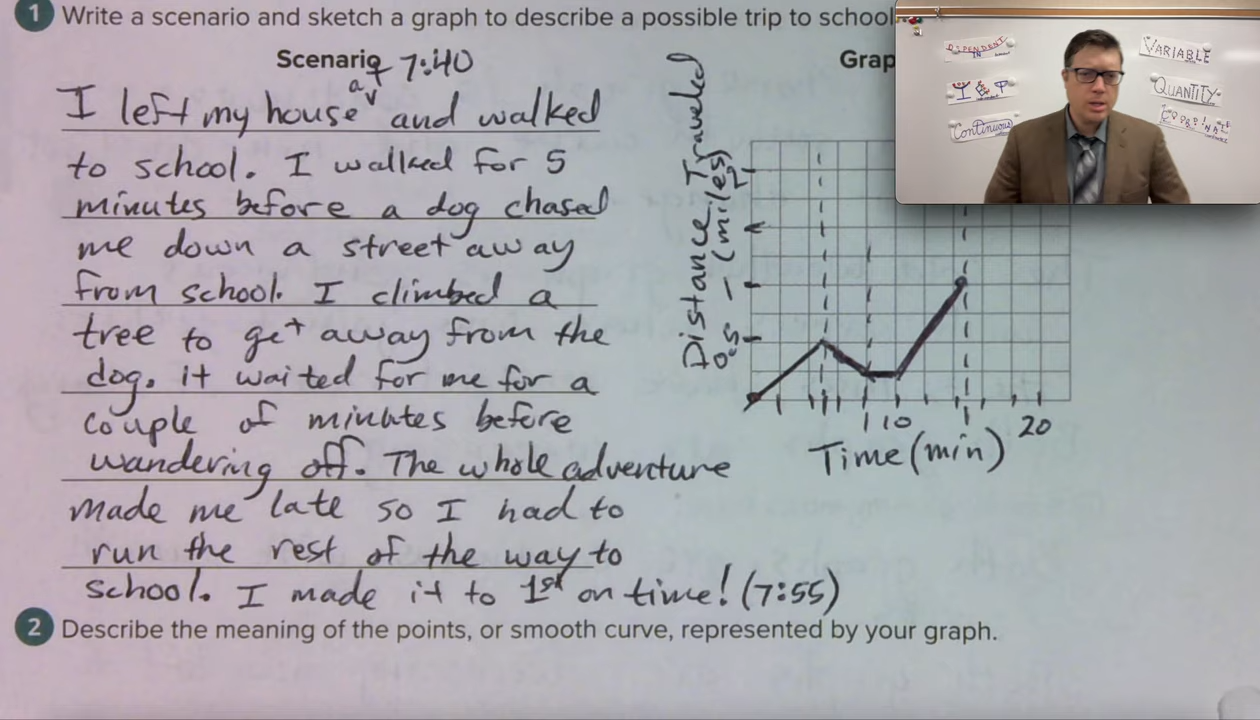 1 Write a scenario and sketch a graph to describe a possible trip to school
Scenario
Grap
at 7:40
I left my house and walked
to school. I walked for 5
minutes before a dog chased
me down a street away
from school. I climbed a
tree to get away from the
dog. it waited for me for a
couple of minutes before
wandering off. The whole adventure
made me late so I had to
run the rest of the way to
school. I made it to 1st on time! (7:55)
Distance Traveled
(miles)
0.5
10
20
Time (min)
DEPENDENT
VARIABLE
QUANTITY
Continuous
2 Describe the meaning of the points, or smooth curve, represented by your graph.